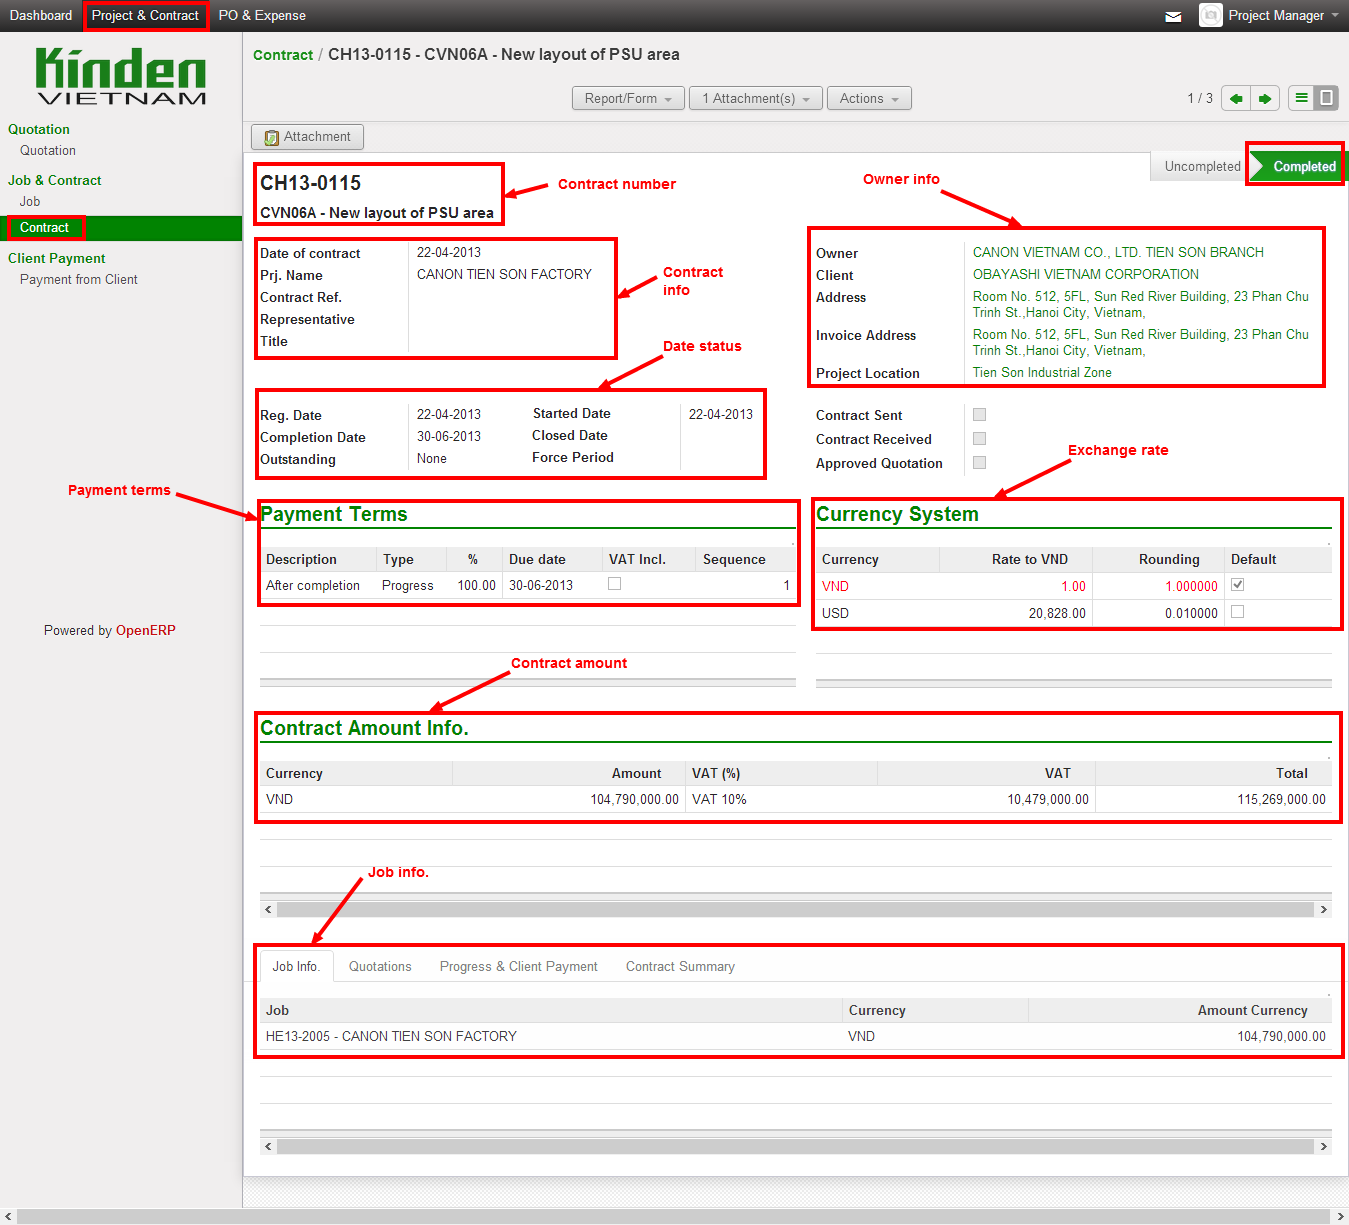 Dashboard Project & Contract PO & Expense Project Manager
Kinden
VIETNAM
Contract / CH13-0115 - CVN06A - New layout of PSU area
Report/Form 1 Attachment(s) Actions 1 / 3
Quotation
Quotation
Job & Contract
Job
Contract
Client Payment
Payment from Client
Powered by OpenERP
Attachment
Uncompleted Completed
CH13-0115
CVN06A - New layout of PSU area
Contract number
Owner info
Date of contract 22-04-2013
Prj. Name CANON TIEN SON FACTORY
Contract Ref.
Representative
Title
Contract
info
Owner CANON VIETNAM CO., LTD. TIEN SON BRANCH
Client OBAYASHI VIETNAM CORPORATION
Address Room No. 512, 5FL, Sun Red River Building, 23 Phan Chu
Trinh St.,Hanoi City, Vietnam,
Invoice Address Room No. 512, 5FL, Sun Red River Building, 23 Phan Chu
Trinh St.,Hanoi City, Vietnam,
Project Location Tien Son Industrial Zone
Date status
Reg. Date 22-04-2013 Started Date 22-04-2013
Completion Date 30-06-2013 Closed Date
Outstanding None Force Period
Contract Sent
Contract Received
Approved Quotation
Exchange rate
Payment terms
Payment Terms
Description Type % Due date VAT Incl. Sequence
After completion Progress 100.00 30-06-2013 1
Currency System
Currency Rate to VND Rounding Default
VND 1.00 1.000000
USD 20,828.00 0.010000
Contract amount
Contract Amount Info.
Currency Amount VAT (%) VAT Total
VND 104,790,000.00 VAT 10% 10,479,000.00 115,269,000.00
Job info.
Job Info. Quotations Progress & Client Payment Contract Summary
Job Currency Amount Currency
HE13-2005 - CANON TIEN SON FACTORY VND 104,790,000.00